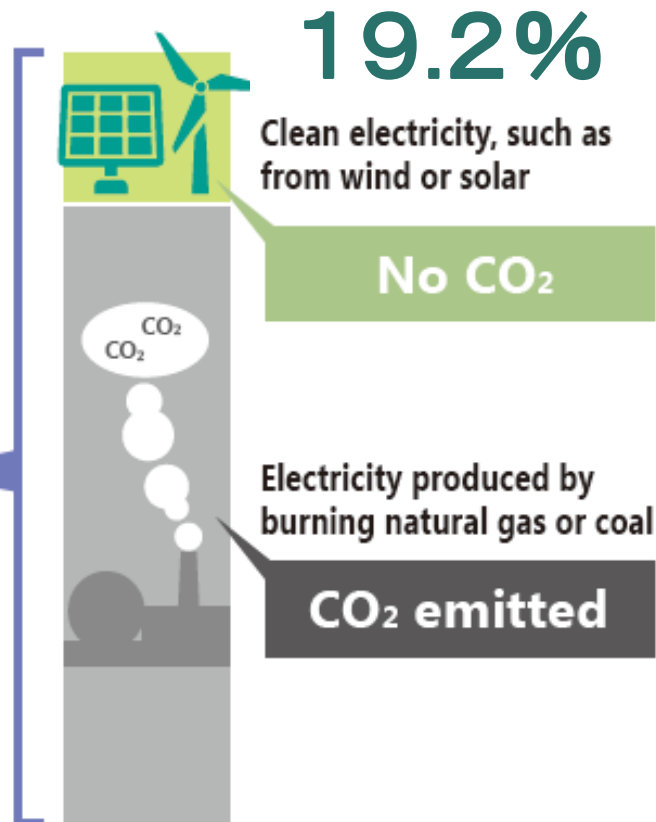 19.2%
Clean electricity, such as
from wind or solar
No CO₂
CO₂
CO₂
Electricity produced by
burning natural gas or coal
CO₂ emitted